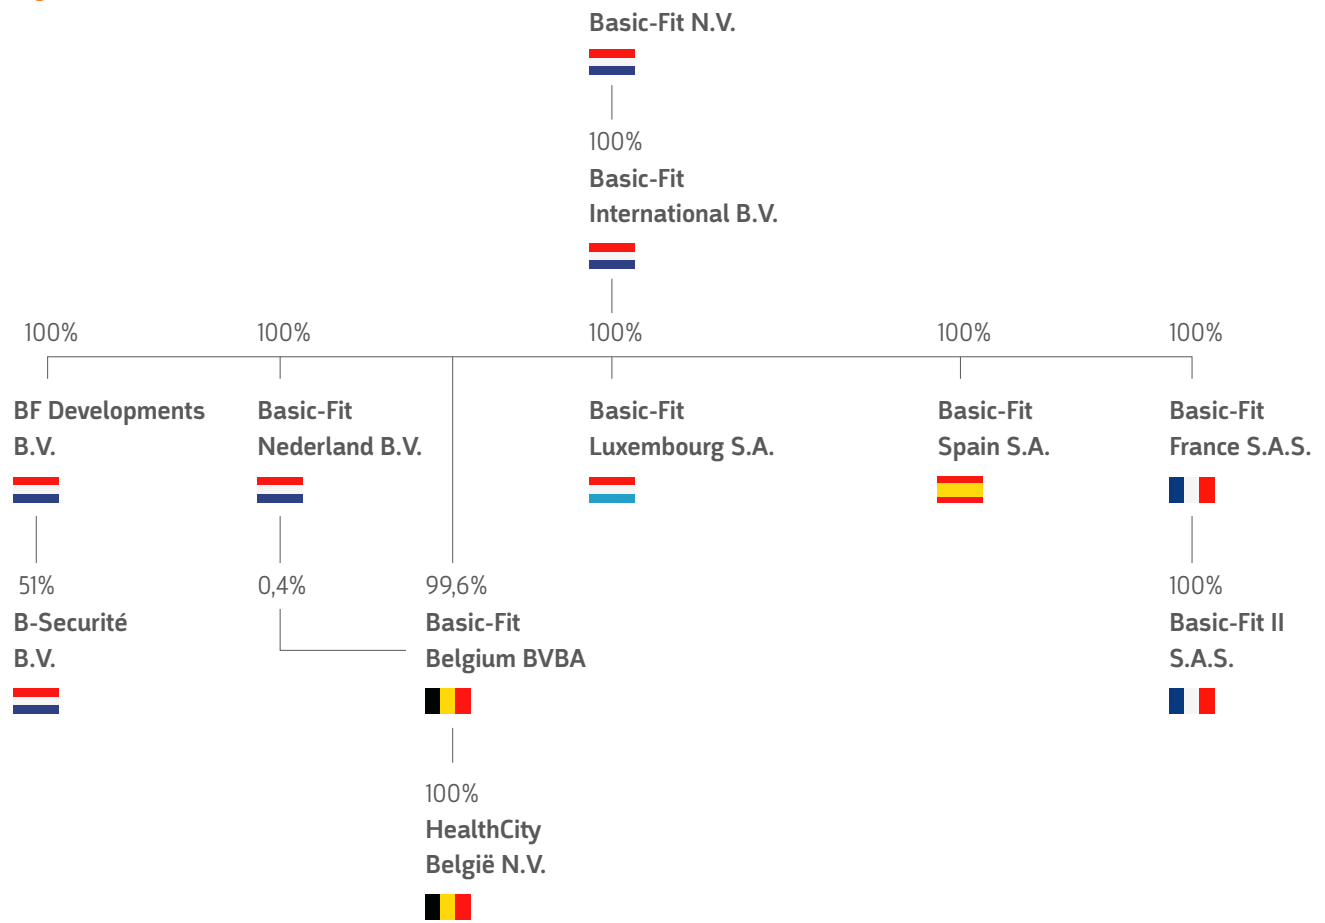 Basic-Fit N.V.
100%
Basic-Fit
International B.V.
100%
100%
100%
100%
100%
BF Developments
B.V.
Basic-Fit
Nederland B.V.
Basic-Fit
Luxembourg S.A.
Basic-Fit
Spain S.A.
Basic-Fit
France S.A.S.
51%
B-Securité
B.V.
0,4%
99,6%
Basic-Fit
Belgium BVBA
100%
Basic-Fit II
S.A.S.
100%
HealthCity
België N.V.